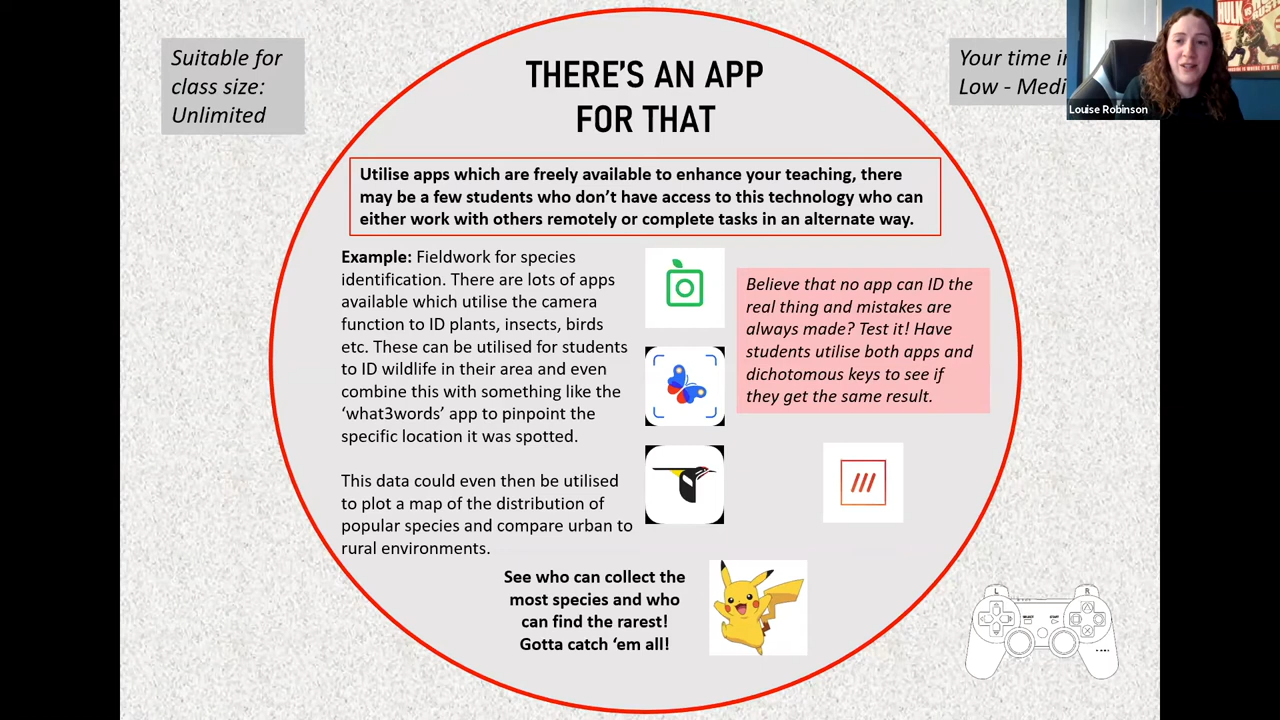 Suitable for
class size:
Unlimited
THERE'S AN APP
FOR THAT
Your time in
Low - Medi
HULK
Louise Robinson
Utilise apps which are freely available to enhance your teaching, there
may be a few students who don't have access to this technology who can
either work with others remotely or complete tasks in an alternate way.
Example: Fieldwork for species
identification. There are lots of apps
available which utilise the camera
function to ID plants, insects, birds
etc. These can be utilised for students
to ID wildlife in their area and even
combine this with something like the
'what3words' app to pinpoint the
specific location it was spotted.
This data could even then be utilised
to plot a map of the distribution of
popular species and compare urban to
rural environments.
Believe that no app can ID the
real thing and mistakes are
always made? Test it! Have
students utilise both apps and
dichotomous keys to see if
they get the same result.
See who can collect the
most species and who
can find the rarest!
Gotta catch 'em all!
L
R
SELECT
START